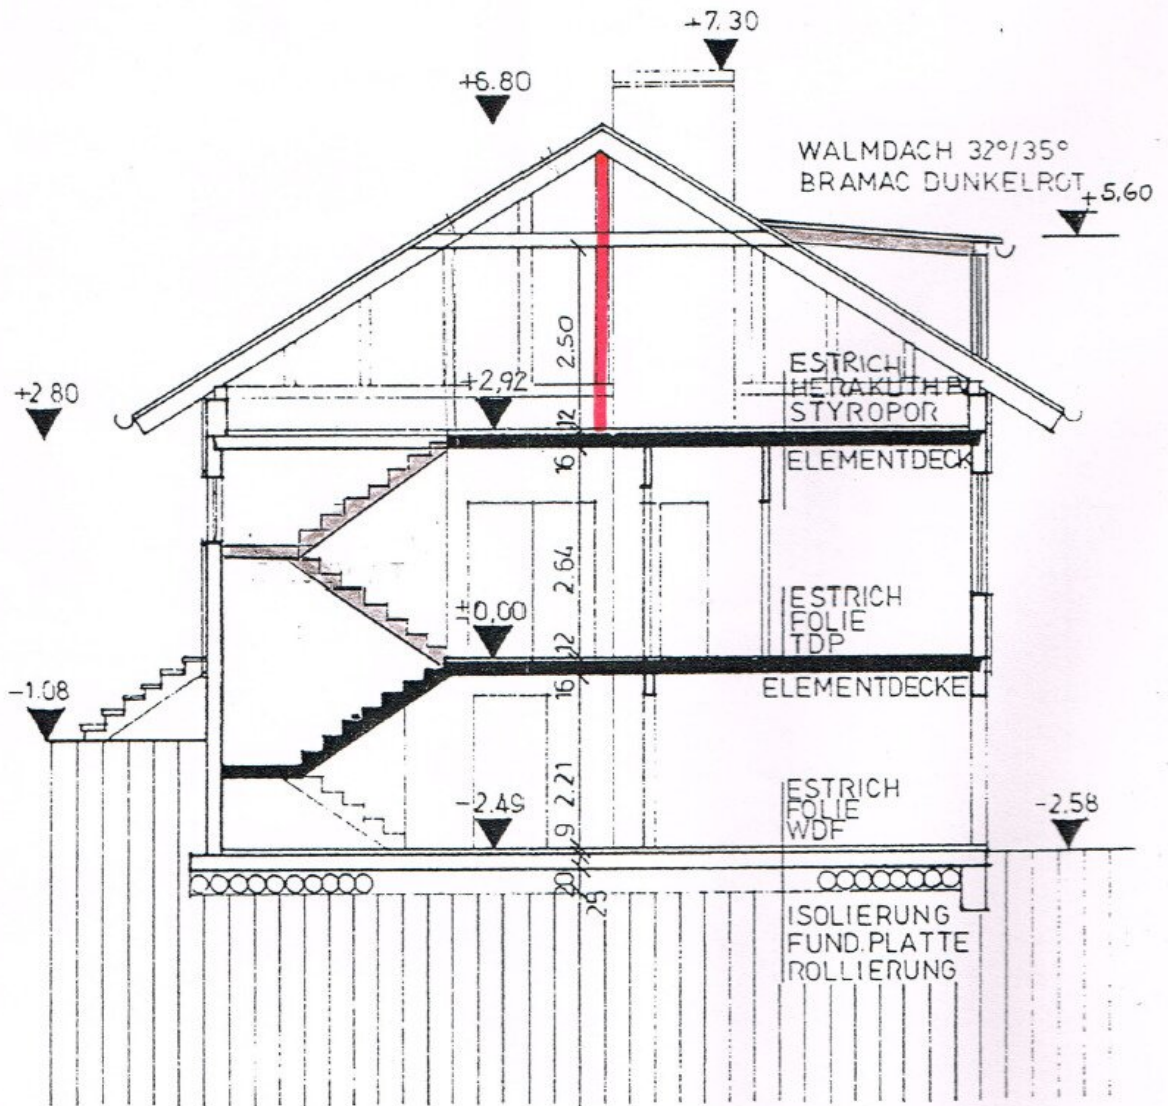 +7.30
+6.80
WALMDACH 32°/35°
BRAMAC DUNKELROT
+5,60
2.50
+2,92
+2.80
ESTRICH
STYROPOR
12
16
ELEMENTDECK
2.64
±0,00
ESTRICH
FOLIE
TDP
12
16
ELEMENTDECKE
-1.08
2.21
-2.49
ESTRICH
FOLIE
WDF
-2.58
9
20
25
ISOLIERUNG
FUND.PLATTE
ROLLIERUNG